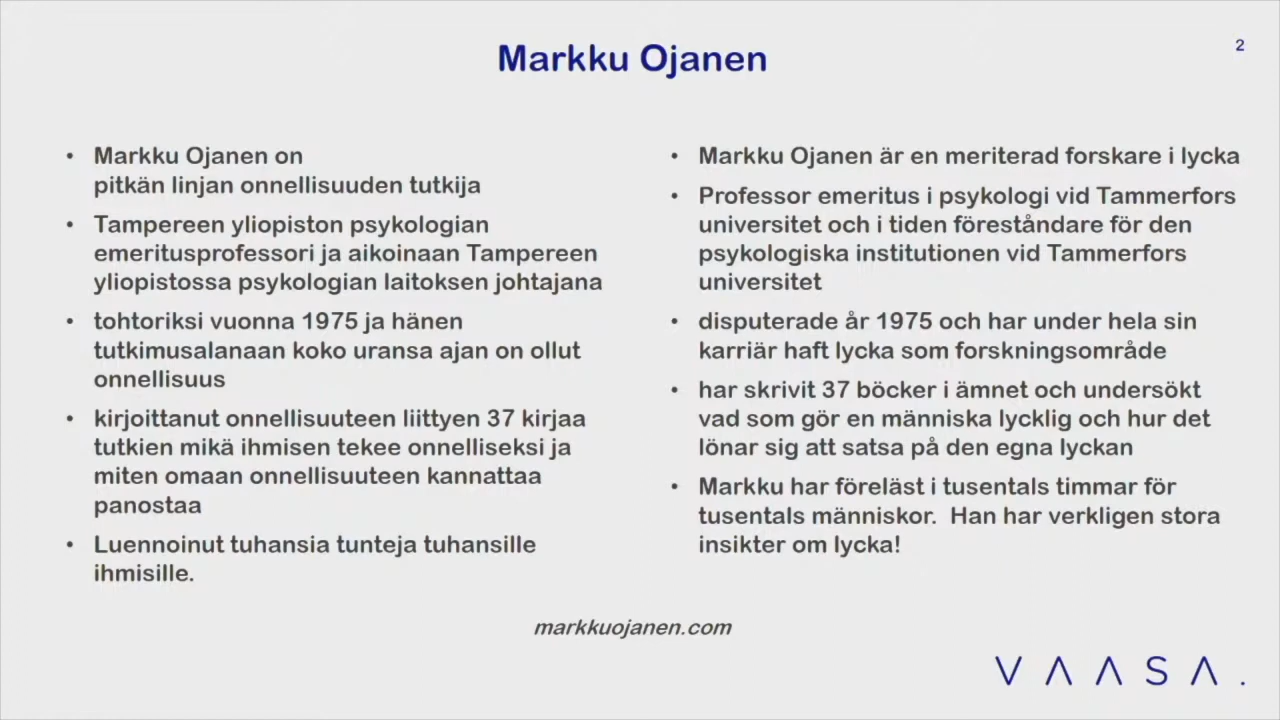 Markku Ojanen
2
• Markku Ojanen on
pitkän linjan onnellisuuden tutkija
• Tampereen yliopiston psykologian
emeritusprofessori ja aikoinaan Tampereen
yliopistossa psykologian laitoksen johtajana
• tohtoriksi vuonna 1975 ja hänen
tutkimusalanaan koko uransa ajan on ollut
onnellisuus
• kirjoittanut onnellisuuteen liittyen 37 kirjaa
tutkien mikä ihmisen tekee onnelliseksi ja
miten omaan onnellisuuteen kannattaa
panostaa
• Luennoinut tuhansia tunteja tuhansille
ihmisille.
• Markku Ojanen är en meriterad forskare i lycka
• Professor emeritus i psykologi vid Tammerfors
universitet och i tiden föreståndare för den
psykologiska institutionen vid Tammerfors
universitet
• disputerade år 1975 och har under hela sin
karriär haft lycka som forskningsområde
• har skrivit 37 böcker i ämnet och undersökt
vad som gör en människa lycklig och hur det
lönar sig att satsa på den egna lyckan
• Markku har föreläst i tusentals timmar för
tusentals människor.  Han har verkligen stora
insikter om lycka!
markkuojanen.com
VAASA.